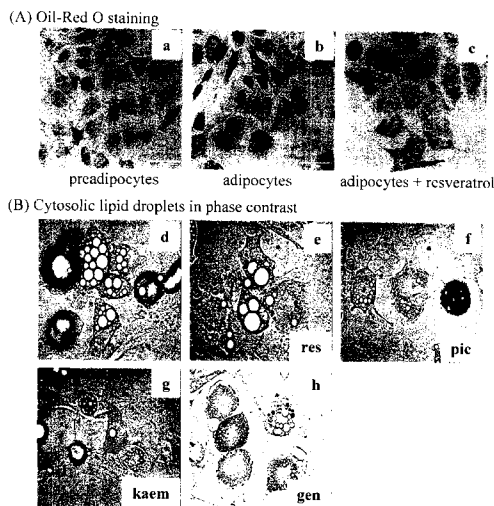 (A) Oil-Red O staining
a
b
c
preadipocytes
adipocytes
adipocytes + resveratrol
(B) Cytosolic lipid droplets in phase contrast
d
e
f
res
pic
g
h
kaem
gen